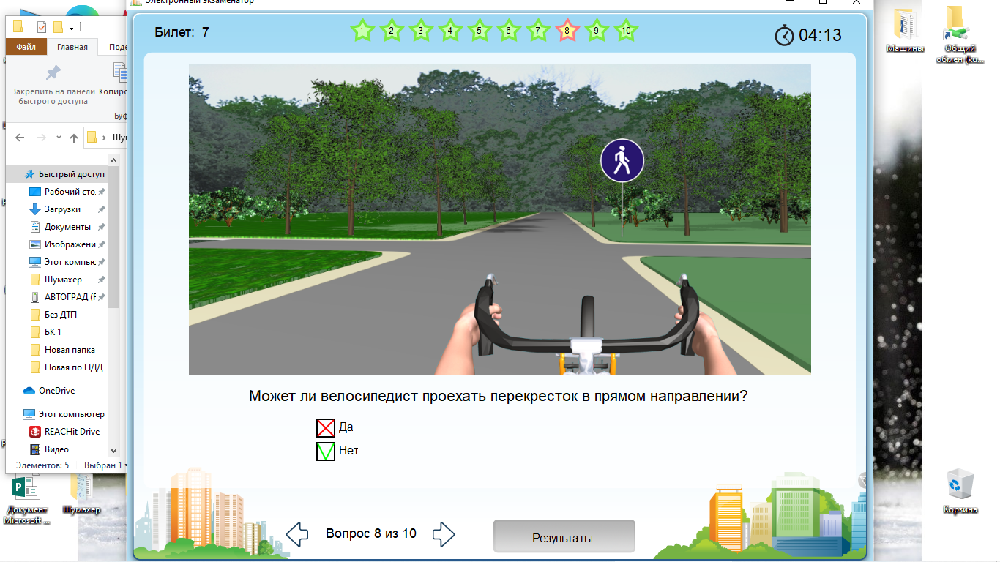 Электронный экзаменатор
Билет: 7
1 2 3 4 5 6 7 8 9 10
04:13
Файл
Главная
Закрепить на панели
быстрого доступа
Шу
Быстрый доступ
Рабочий сто.
Загрузки
Документы
Изображени
Этот компьк
Шумахер
АВТОГРАД (F
Без ДТП
БК 1
Новая папка
Новая по ПДД
OneDrive
Этот компьютер
REACHit Drive
Видео
Элементов: 5
Выбран 1 э
Может ли велосипедист проехать перекресток в прямом направлении?
Да
Нет
Вопрос 8 из 10
Результаты
Документ
Microsoft ...
Шумахер
Машины
Общий
обмен (ku...
Корзина